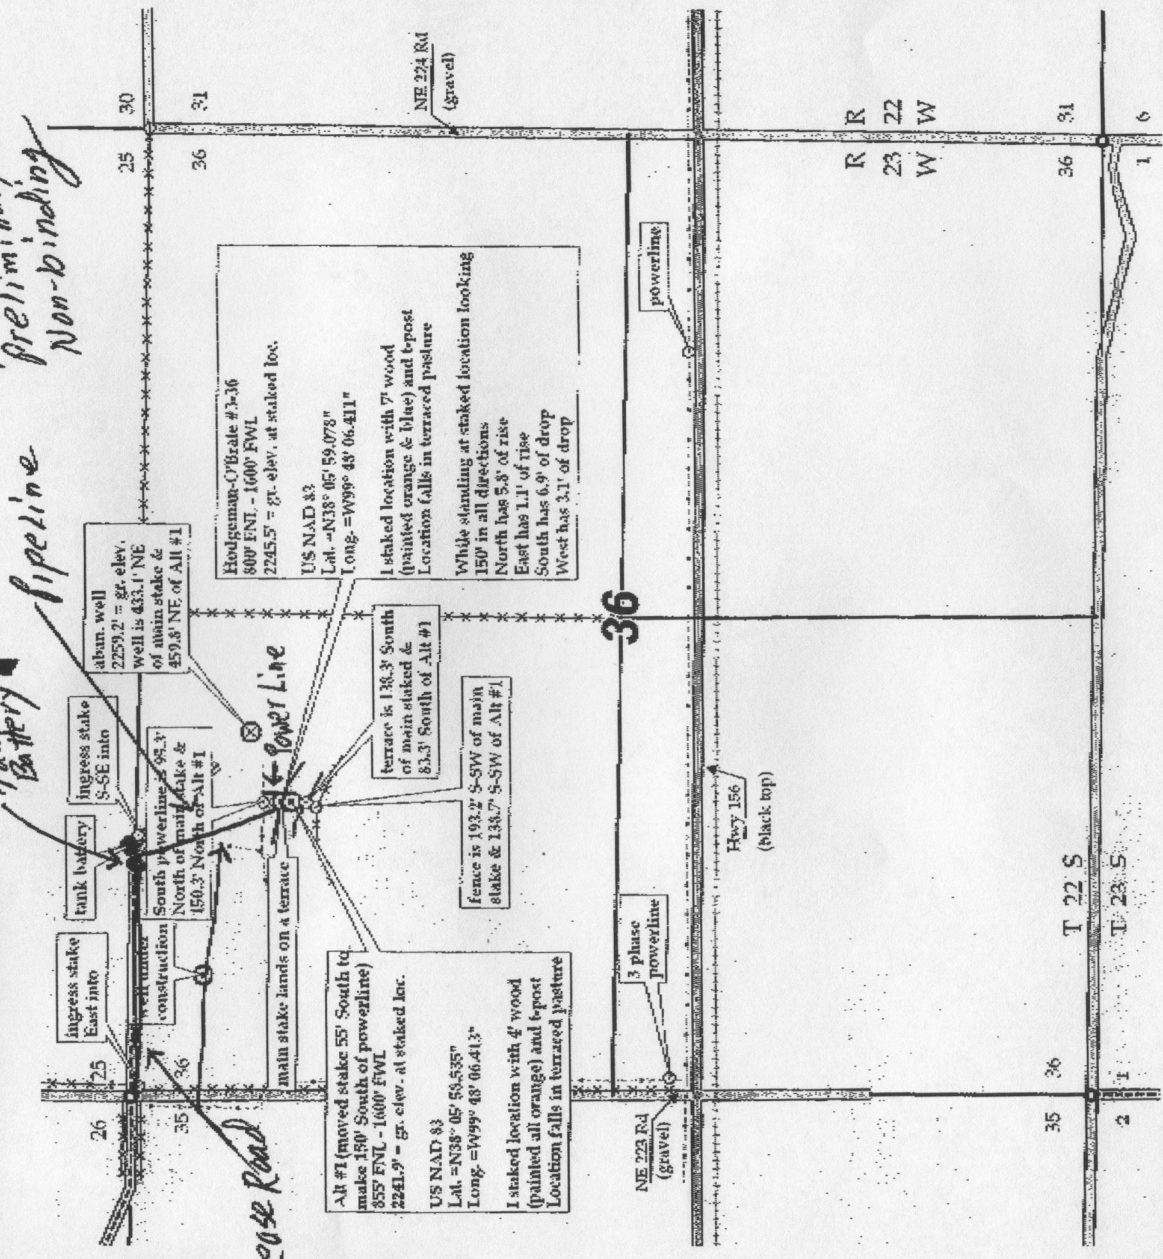 Preliminary
Non-binding
Pipeline
Battery
Power Line
Lease Road
26
25
35
36
25
30
36
31
ingress stake
East into
tank battery
ingress stake
S-SE into
well under
construction
South powerline is 95.3'
North of main stake &
150.3' North of Alt #1
aban. well
2259.2' = gr. elev.
well is 433.1' NE
of main stake &
459.8' NE of Alt #1
main stake lands on a terrace
Hodgeman-O'Brate #3-36
800' FNL - 1600' FWL
2245.5' = gr. elev. at staked loc.
US NAD 83
Lat. =N38° 05' 59.078"
Long. =W99° 48' 06.411"
I staked location with 7' wood
(painted orange & blue) and t-post
Location falls in terraced pasture
While standing at staked location looking
150' in all directions
North has 5.8' of rise
East has 1.1' of rise
South has 6.9' of drop
West has 3.1' of drop
Alt #1 (moved stake 55' South to
make 150' South of powerline)
855' FNL - 1600' FWL
2241.9' = gr. elev. at staked loc.
US NAD 83
Lat. =N38° 05' 58.535"
Long. =W99° 48' 06.413"
I staked location with 4' wood
(painted all orange) and t-post
Location falls in terraced pasture
terrace is 138.3' South
of main staked &
83.3' South of Alt #1
fence is 193.2' S-SW of main
stake & 138.7' S-SW of Alt #1
NE 224 Rd
(gravel)
36
3 phase
powerline
powerline
NE 223 Rd
(gravel)
Hwy 156
(black top)
R R
23 22
W W
T 22 S
T 23 S
35
36
2
1
36
31
1
6